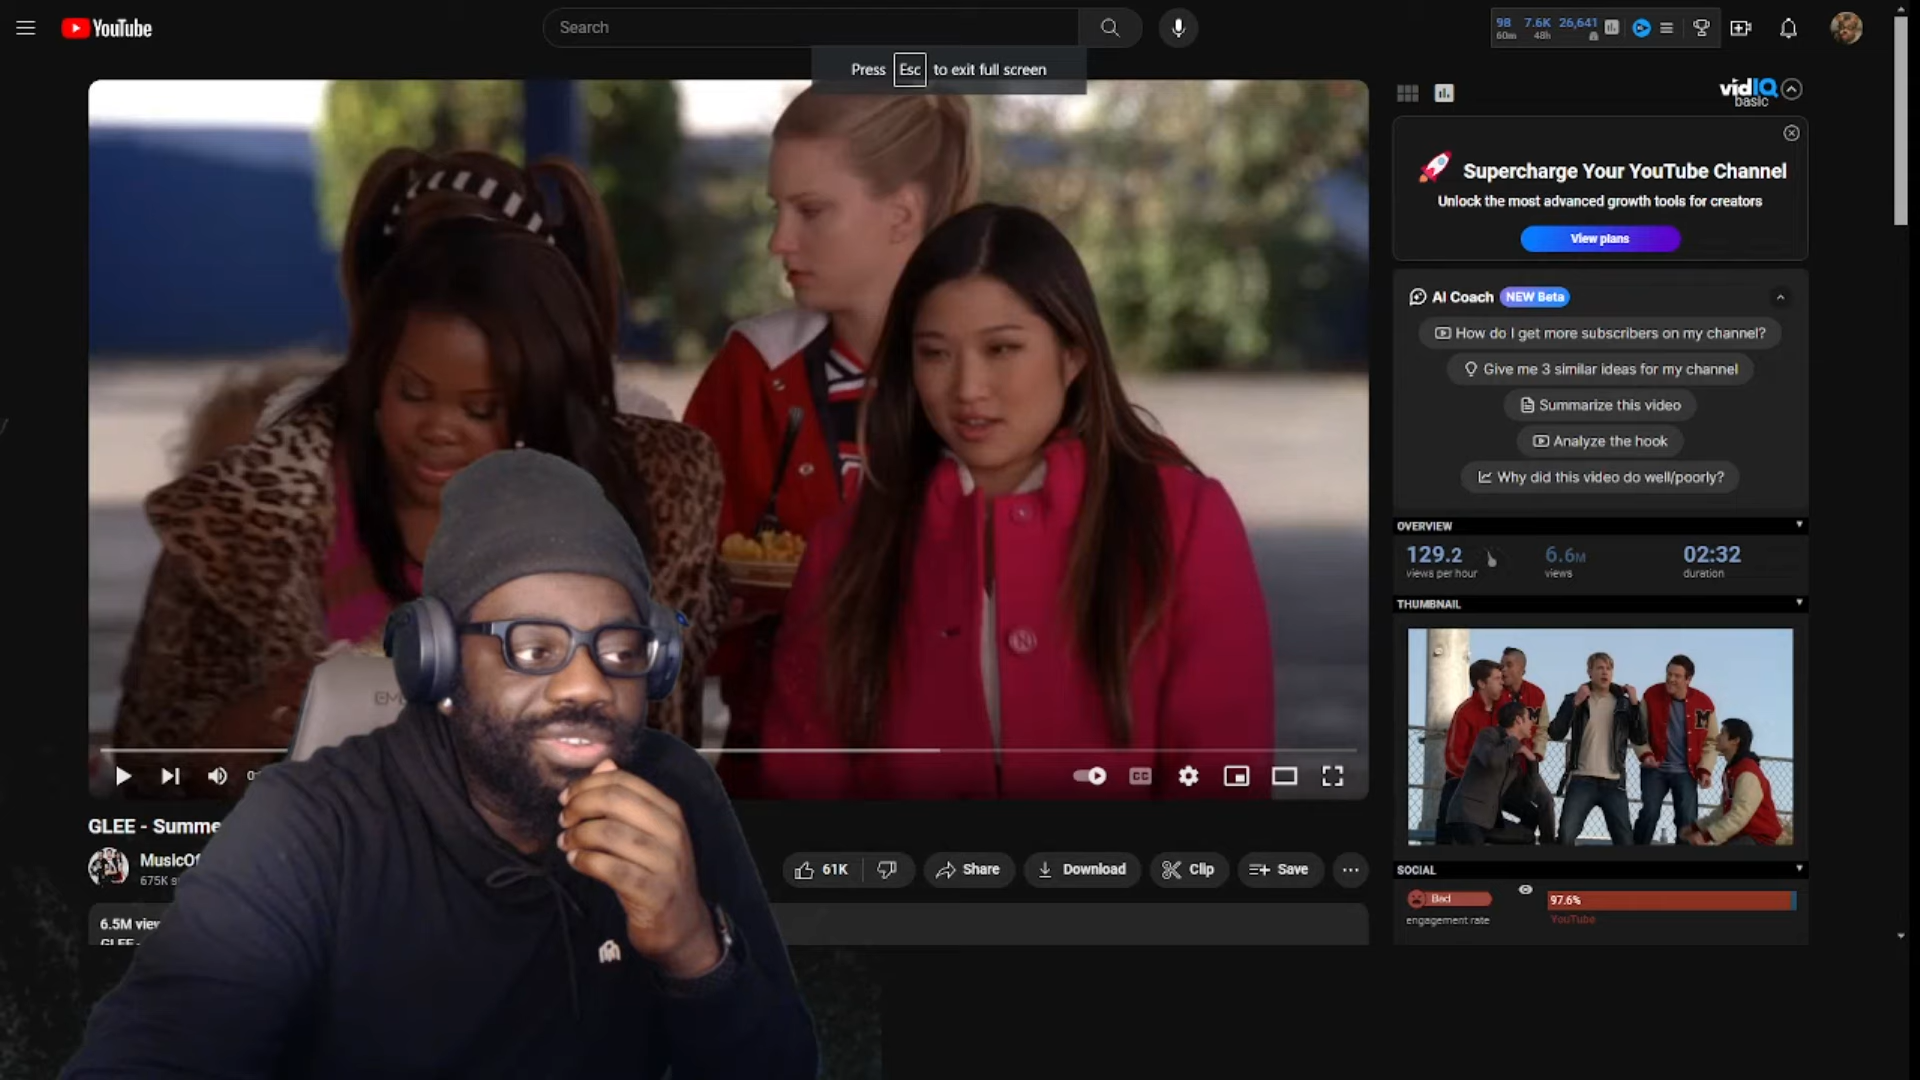 YouTube
Search
98 7.6K 26,641
60m 48h
Press Esc to exit full screen
vidIQ
basic
Supercharge Your YouTube Channel
Unlock the most advanced growth tools for creators
View plans
AI Coach NEW Beta
How do I get more subscribers on my channel?
Give me 3 similar ideas for my channel
Summarize this video
Analyze the hook
Why did this video do well/poorly?
OVERVIEW
129.2 6.6M 02:32
views per hour views duration
THUMBNAIL
M
M
N
CC
GLEE - Summe
MusicOf
675K s
61K Share Download Clip Save
6.5M view
GLEE -
SOCIAL
Bad 97.6%
engagement rate YouTube